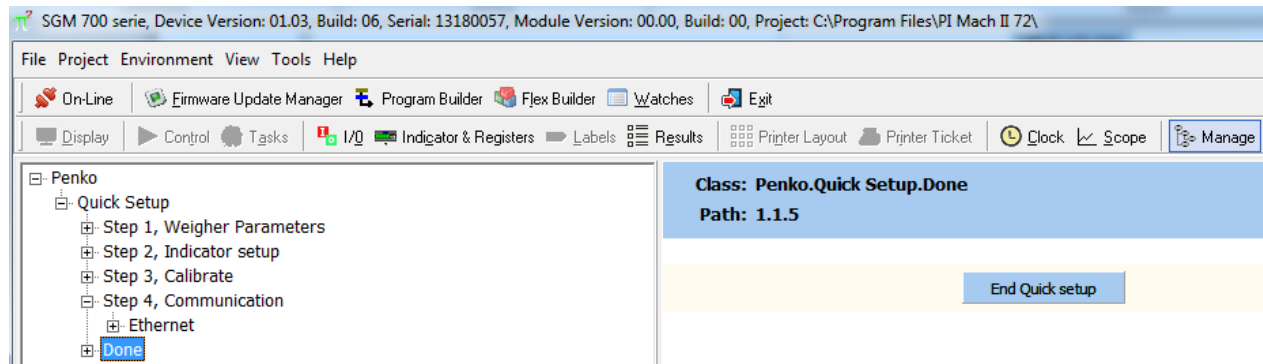 SGM 700 serie, Device Version: 01.03, Build: 06, Serial: 13180057, Module Version: 00.00, Build: 00, Project: C:\Program Files\PI Mach II 72\
File Project Environment View Tools Help
On-Line Firmware Update Manager Program Builder Flex Builder Watches Exit
Display Control Tasks I/O Indicator & Registers Labels Results Printer Layout Printer Ticket Clock Scope Manage
Penko
Quick Setup
Step 1, Weigher Parameters
Step 2, Indicator setup
Step 3, Calibrate
Step 4, Communication
Ethernet
Done
Class: Penko.Quick Setup.Done
Path: 1.1.5
End Quick setup